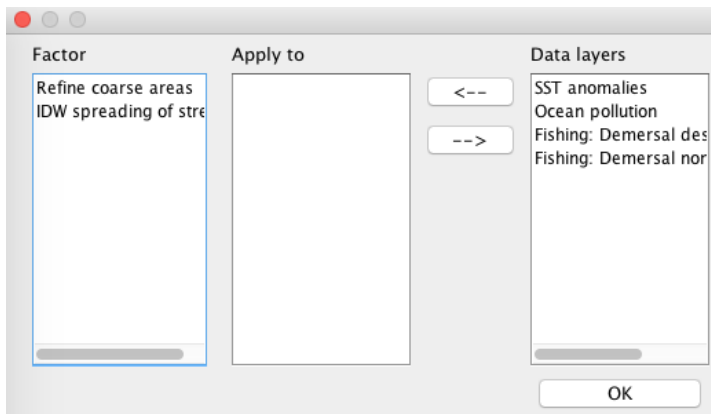 Factor
Apply to
Data layers
Refine coarse areas
IDW spreading of stre
<--
-->
SST anomalies
Ocean pollution
Fishing: Demersal des
Fishing: Demersal nor
OK